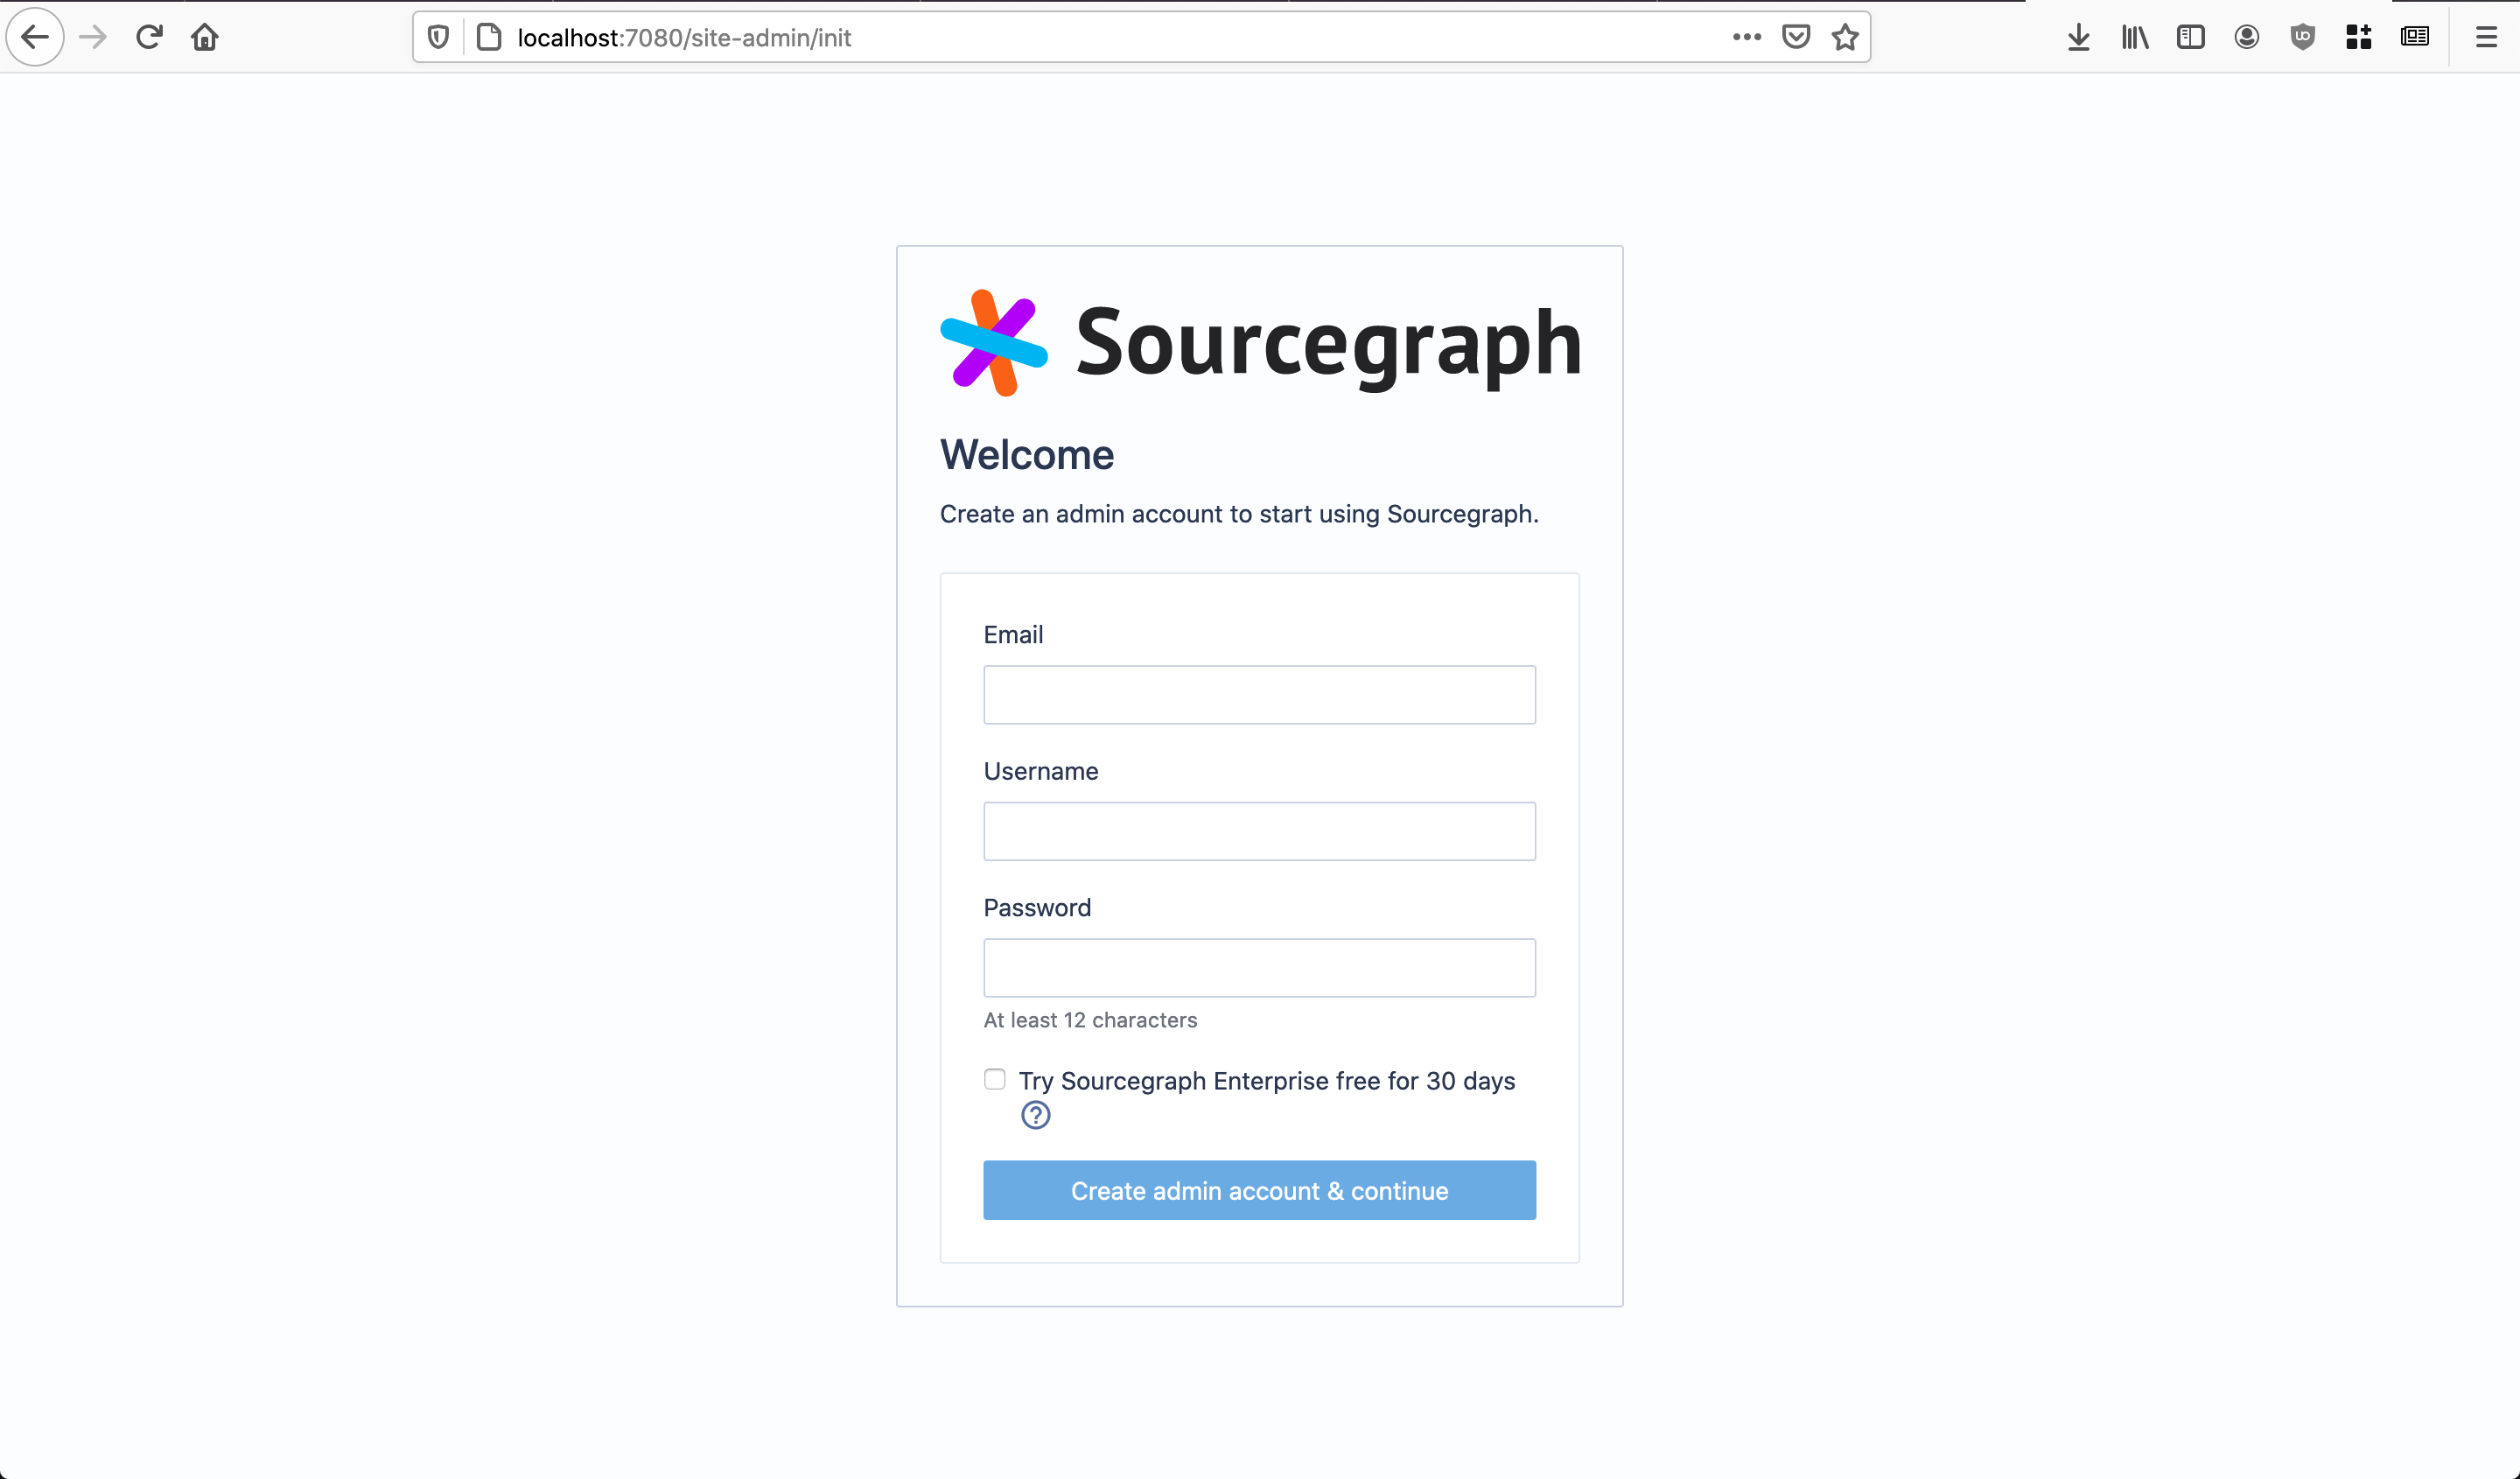 localhost:7080/site-admin/init
UO
Sourcegraph
Welcome
Create an admin account to start using Sourcegraph.
Email
Username
Password
At least 12 characters
Try Sourcegraph Enterprise free for 30 days
?
Create admin account & continue